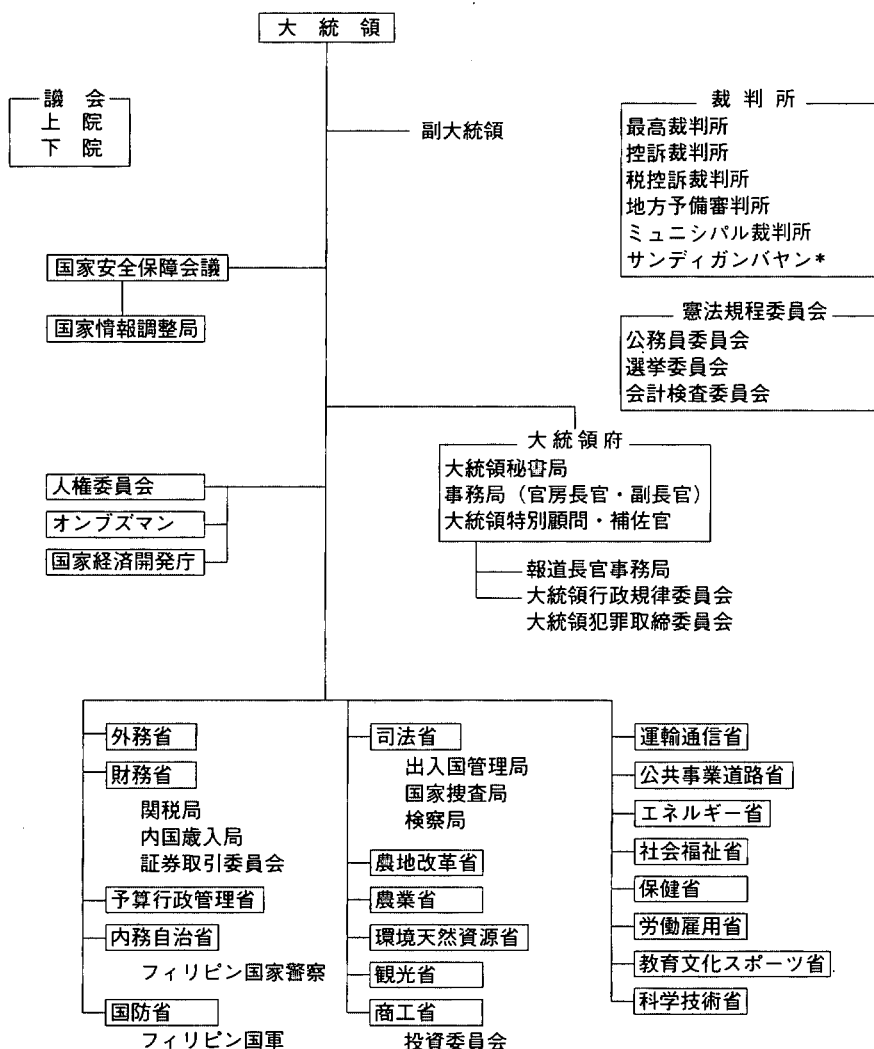 大統領
議会
上院
下院
副大統領
裁判所
最高裁判所
控訴裁判所
税控訴裁判所
地方予備審判所
ミュニシパル裁判所
サンディガンバヤン*
国家安全保障会議
国家情報調整局
憲法規程委員会
公務員委員会
選挙委員会
会計検査委員会
大統領府
大統領秘書局
事務局（官房長官・副長官）
大統領特別顧問・補佐官
人権委員会
オンブズマン
国家経済開発庁
報道長官事務局
大統領行政規律委員会
大統領犯罪取締委員会
外務省
財務省
関税局
内国歳入局
証券取引委員会
予算行政管理省
内務自治省
フィリピン国家警察
国防省
フィリピン国軍
司法省
出入国管理局
国家捜査局
検察局
農地改革省
農業省
環境天然資源省
観光省
商工省
投資委員会
運輸通信省
公共事業道路省
エネルギー省
社会福祉省
保健省
労働雇用省
教育文化スポーツ省
科学技術省